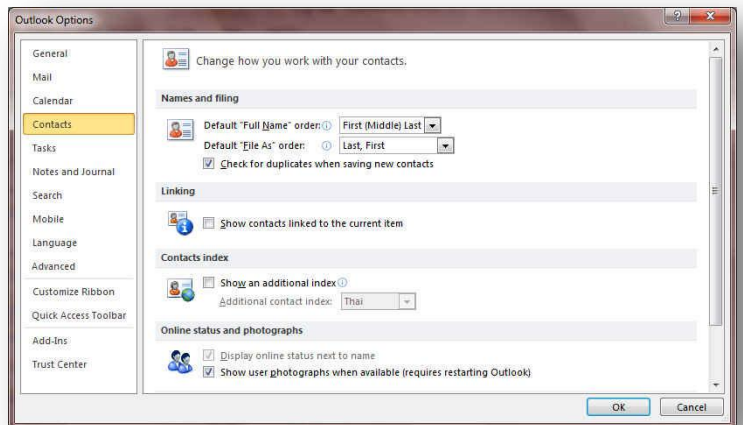 Outlook Options
General
Mail
Calendar
Contacts
Tasks
Notes and Journal
Search
Mobile
Language
Advanced
Customize Ribbon
Quick Access Toolbar
Add-Ins
Trust Center
Change how you work with your contacts.
Names and filing
Default "Full Name" order: First (Middle) Last
Default "File As" order: Last, First
Check for duplicates when saving new contacts
Linking
Show contacts linked to the current item
Contacts index
Show an additional index
Additional contact index: Thai
Online status and photographs
Display online status next to name
Show user photographs when available (requires restarting Outlook)
OK Cancel